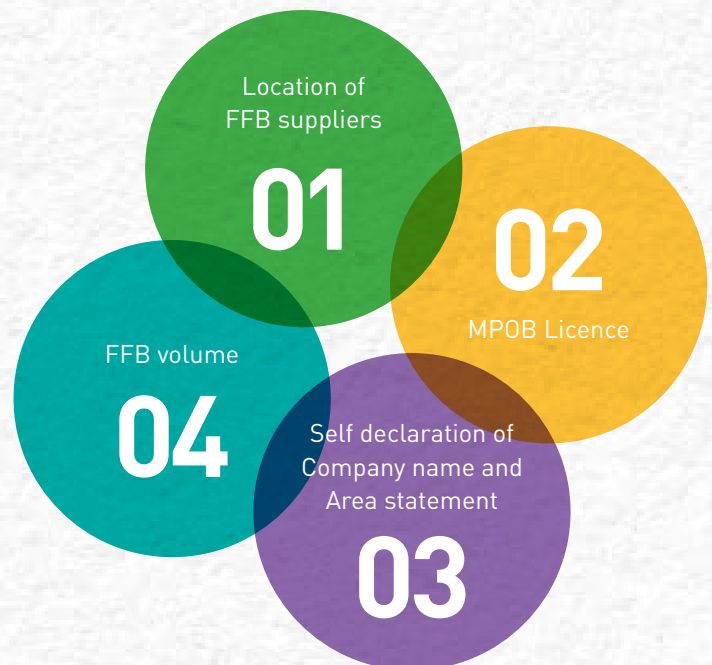 Location of
FFB suppliers
01
02
MPOB Licence
Self declaration of
Company name and
Area statement
03
FFB volume
04